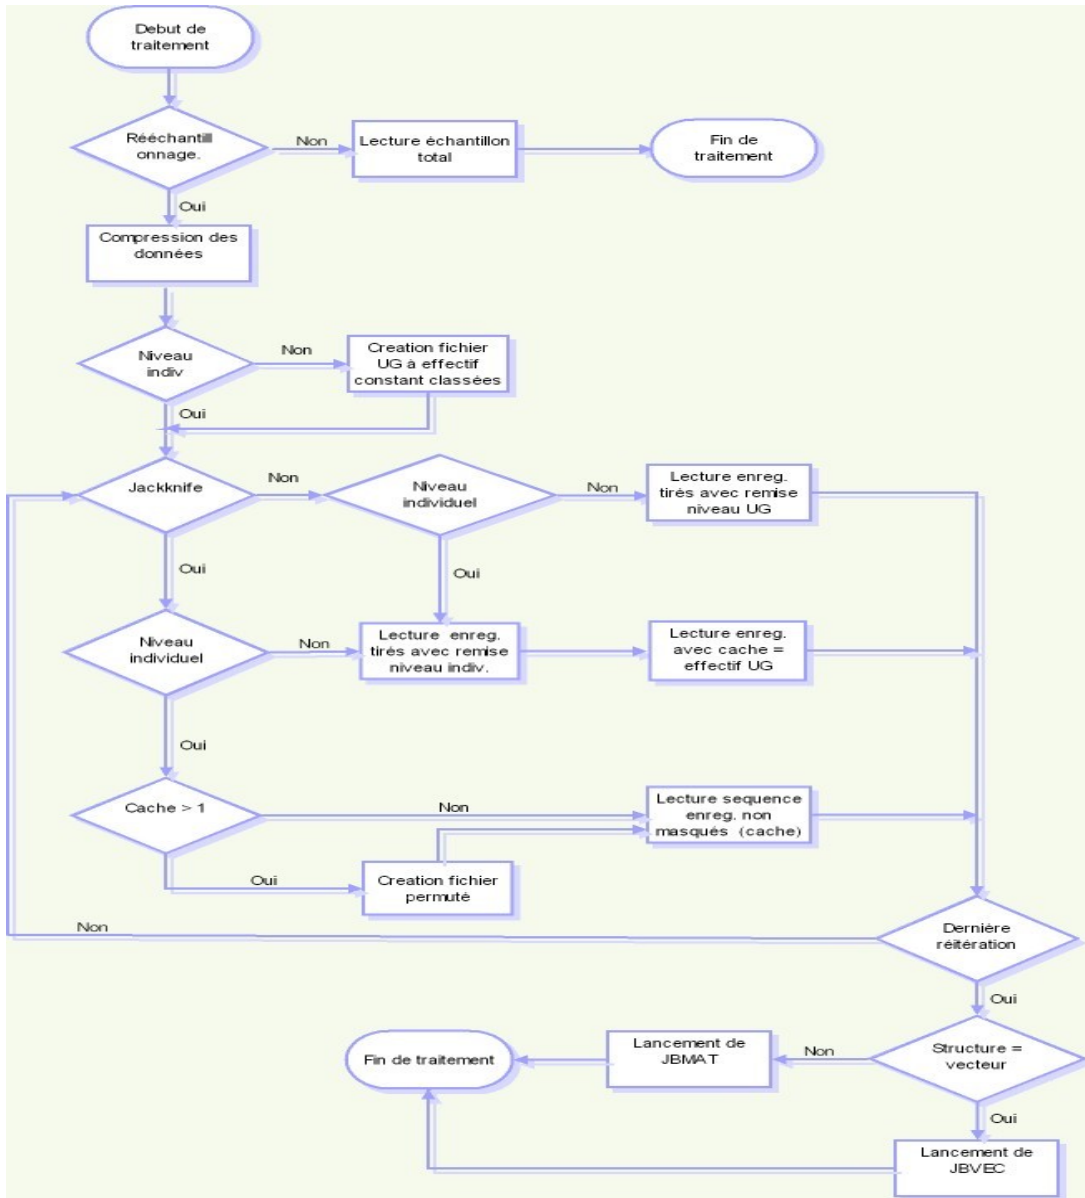 Debut de
traitement
Rééchantill
onnage.
Non
Lecture échantillon
total
Fin de
traitement
Oui
Compression des
données
Niveau
indiv
Non
Creation fichier
UG à effectif
constant classées
Oui
Jackknife
Non
Niveau
individuel
Non
Lecture enreg.
tirés avec remise
niveau UG
Oui
Oui
Niveau
individuel
Non
Lecture enreg.
tirés avec remise
niveau indiv.
Lecture enreg.
avec cache =
effectif UG
Oui
Cache > 1
Non
Lecture sequence
enreg. non
masqués (cache)
Oui
Creation fichier
permuté
Non
Dernière
réitération
Oui
Fin de traitement
Lancement de
JBMAT
Non
Structure =
vecteur
Oui
Lancement de
JBVEC